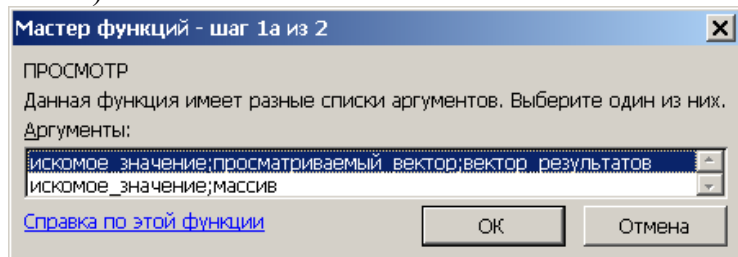 Мастер функций - шаг 1а из 2
ПРОСМОТР
Данная функция имеет разные списки аргументов. Выберите один из них.
Аргументы:
искомое_значение;просматриваемый_вектор;вектор_результатов
искомое_значение;массив
Справка по этой функции
ОК
Отмена